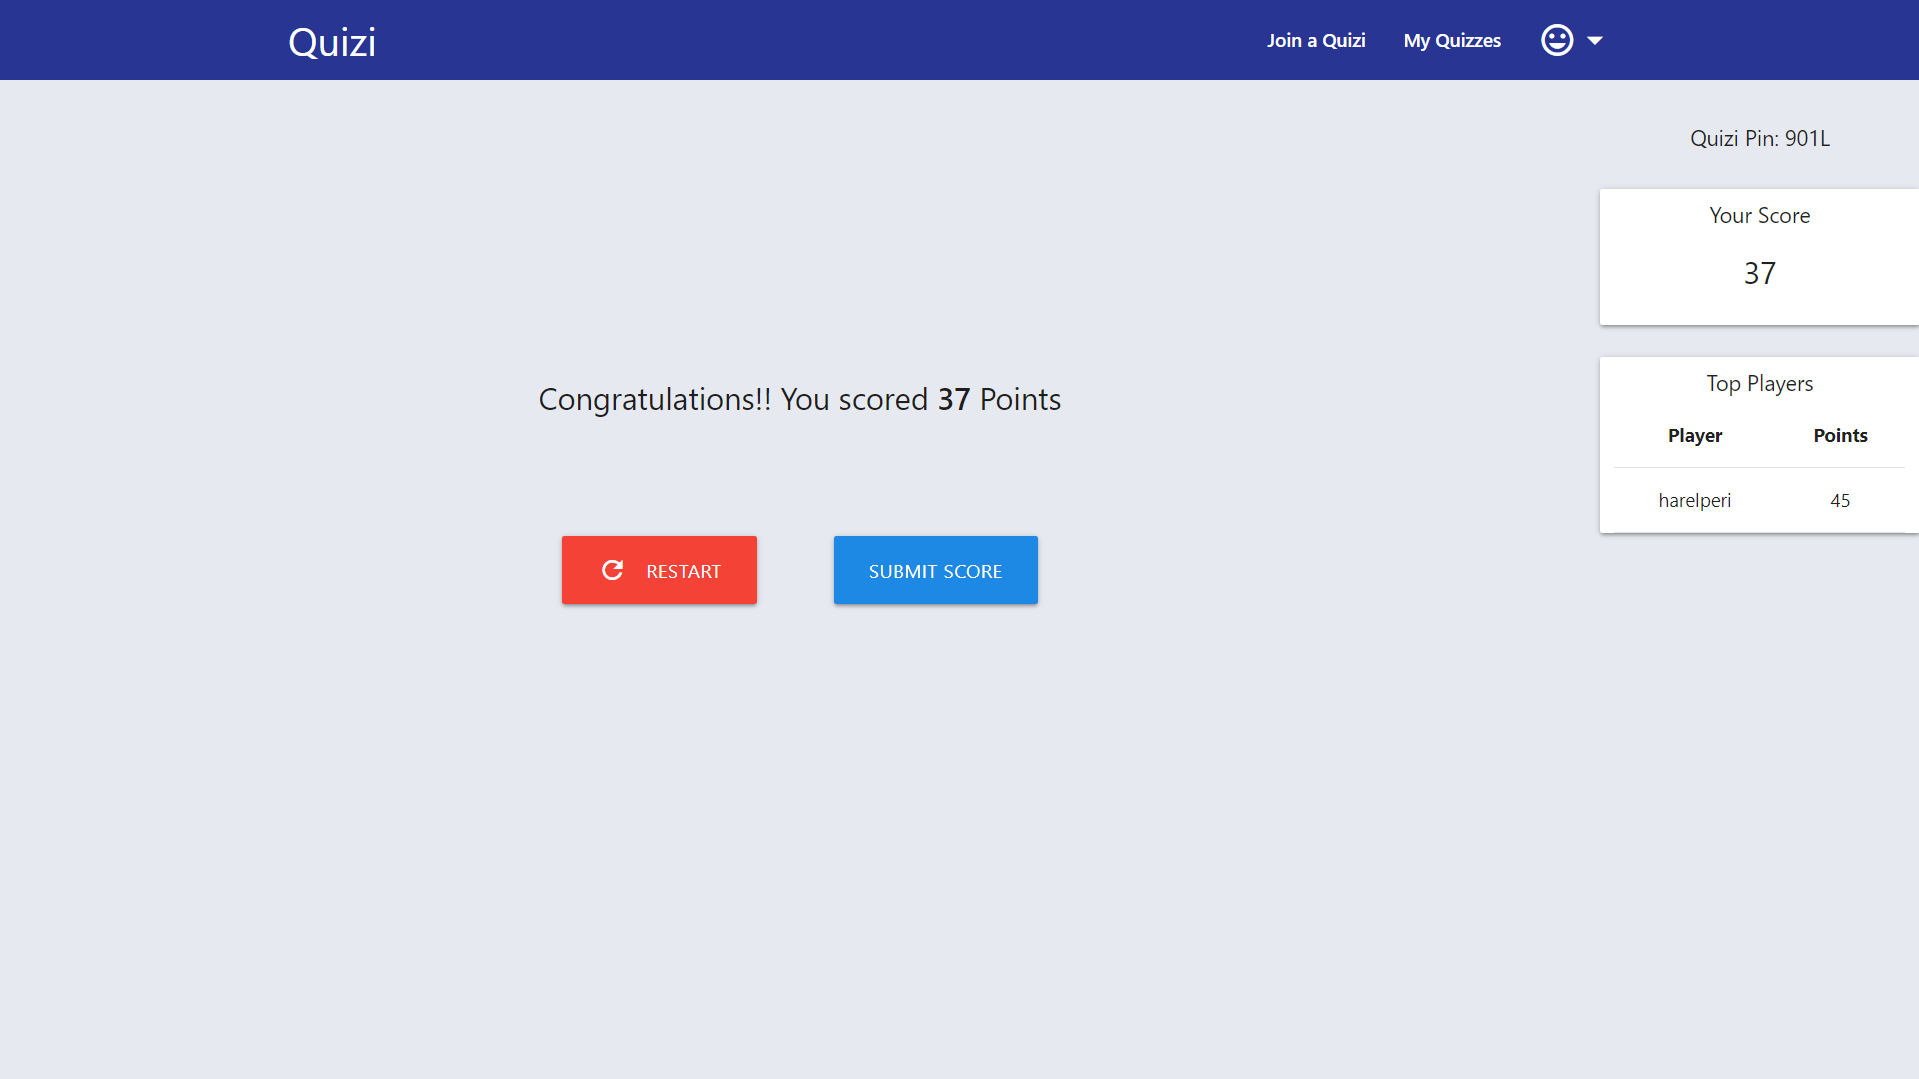 Quizi
Join a Quizi
My Quizzes
Quizi Pin: 901L
Your Score
37
Congratulations!! You scored 37 Points
RESTART
SUBMIT SCORE
Top Players
Player Points
harelperi 45